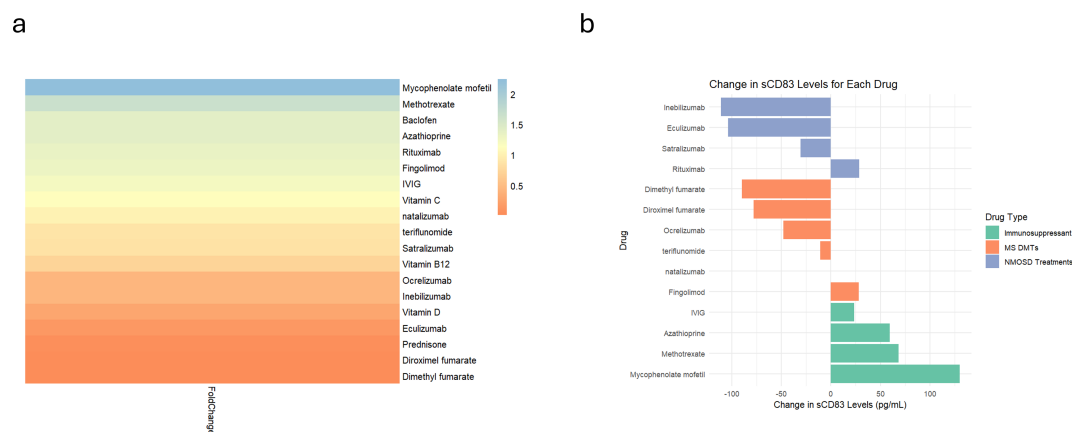 a
b
Mycophenolate mofetil
Methotrexate
Baclofen
Azathioprine
Rituximab
Fingolimod
IVIG
Vitamin C
natalizumab
teriflunomide
Satralizumab
Vitamin B12
Ocrelizumab
Inebilizumab
Vitamin D
Eculizumab
Prednisone
Diroximel fumarate
Dimethyl fumarate
2
1.5
1
0.5
FoldChange
Change in sCD83 Levels for Each Drug
Inebilizumab
Eculizumab
Satralizumab
Rituximab
Dimethyl fumarate
Diroximel fumarate
Ocrelizumab
teriflunomide
natalizumab
Fingolimod
IVIG
Azathioprine
Methotrexate
Mycophenolate mofetil
Drug
-100 -50 0 50 100
Change in sCD83 Levels (pg/mL)
Drug Type
Immunosuppressant
MS DMTs
NMOSD Treatments